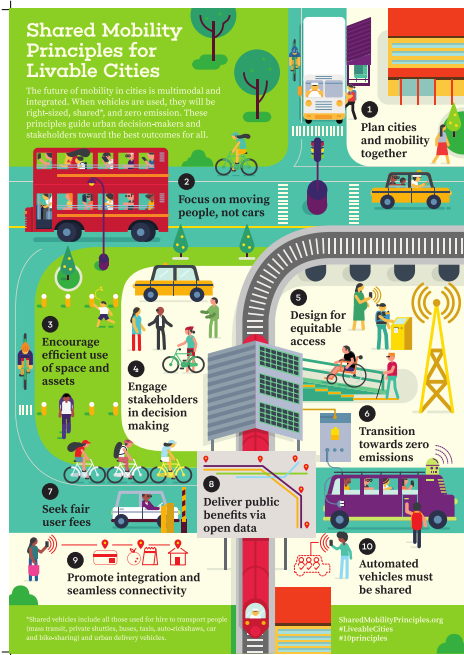 Shared Mobility
Principles for
Livable Cities
The future of mobility in cities is multimodal and
integrated. When vehicles are used, they will be
right-sized, shared*, and zero emission. These
principles guide urban decision-makers and
stakeholders toward the best outcomes for all.
1
Plan cities
and mobility
together
2
Focus on moving
people, not cars
3
Encourage
efficient use
of space and
assets
4
Engage
stakeholders
in decision
making
5
Design for
equitable
access
6
Transition
towards zero
emissions
7
Seek fair
user fees
8
Deliver public
benefits via
open data
9
Promote integration and
seamless connectivity
10
Automated
vehicles must
be shared
*Shared vehicles include all those used for hire to transport people
(mass transit, private shuttles, buses, taxis, auto-rickshaws, car
and bike-sharing) and urban delivery vehicles.
SharedMobilityPrinciples.org
#LiveableCities
#10principles